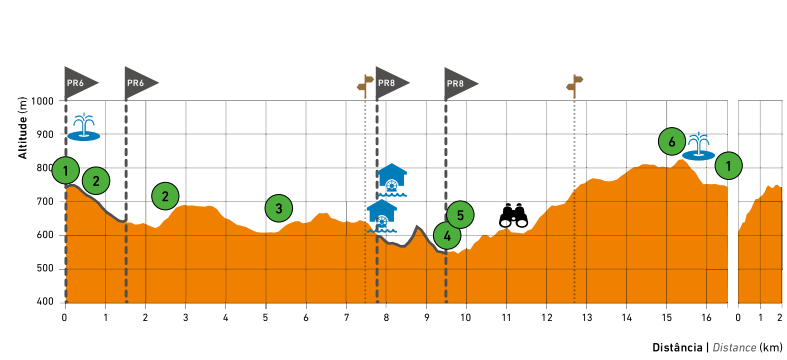 PR6 PR6 PR8 PR8
Altitude (m)
1000
900
800
700
600
500
400
1 2 2 3 4 5 6 1
0 1 2 3 4 5 6 7 8 9 10 11 12 13 14 15 16 0 1 2
Distância | Distance (km)